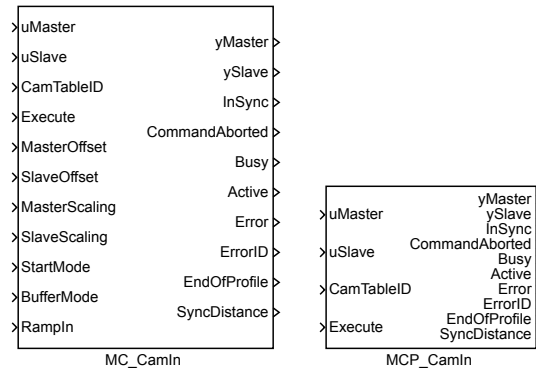 uMaster
uSlave
CamTableID
Execute
MasterOffset
SlaveOffset
MasterScaling
SlaveScaling
StartMode
BufferMode
RampIn
yMaster
ySlave
InSync
CommandAborted
Busy
Active
Error
ErrorID
EndOfProfile
SyncDistance
MC_CamIn
uMaster
uSlave
CamTableID
Execute
yMaster
ySlave
InSync
CommandAborted
Busy
Active
Error
ErrorID
EndOfProfile
SyncDistance
MCP_CamIn